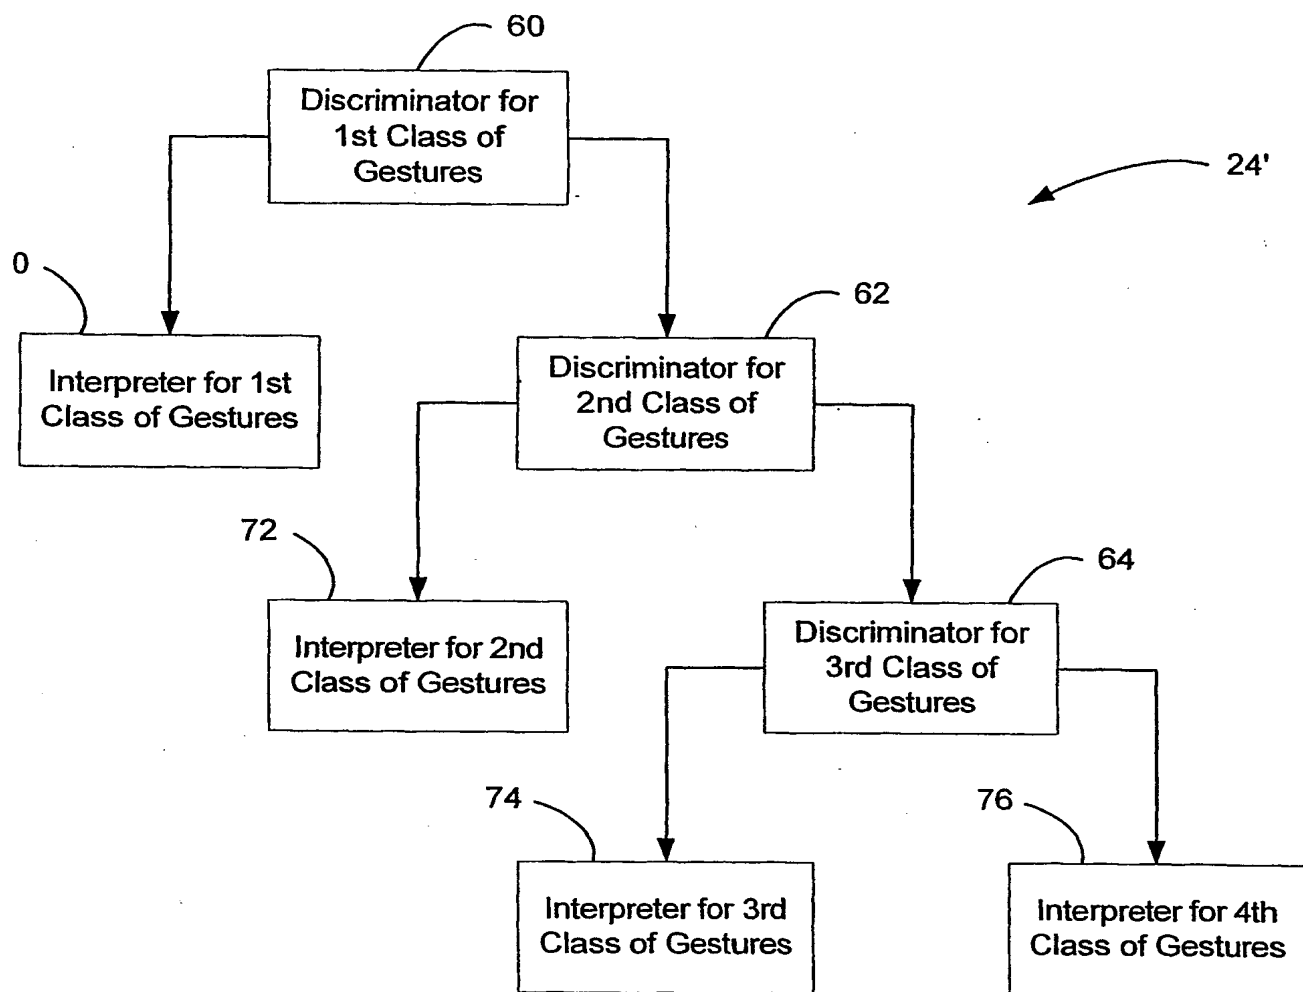 60
Discriminator for
1st Class of
Gestures
24'
0
62
Interpreter for 1st
Class of Gestures
Discriminator for
2nd Class of
Gestures
72
64
Interpreter for 2nd
Class of Gestures
Discriminator for
3rd Class of
Gestures
74
76
Interpreter for 3rd
Class of Gestures
Interpreter for 4th
Class of Gestures